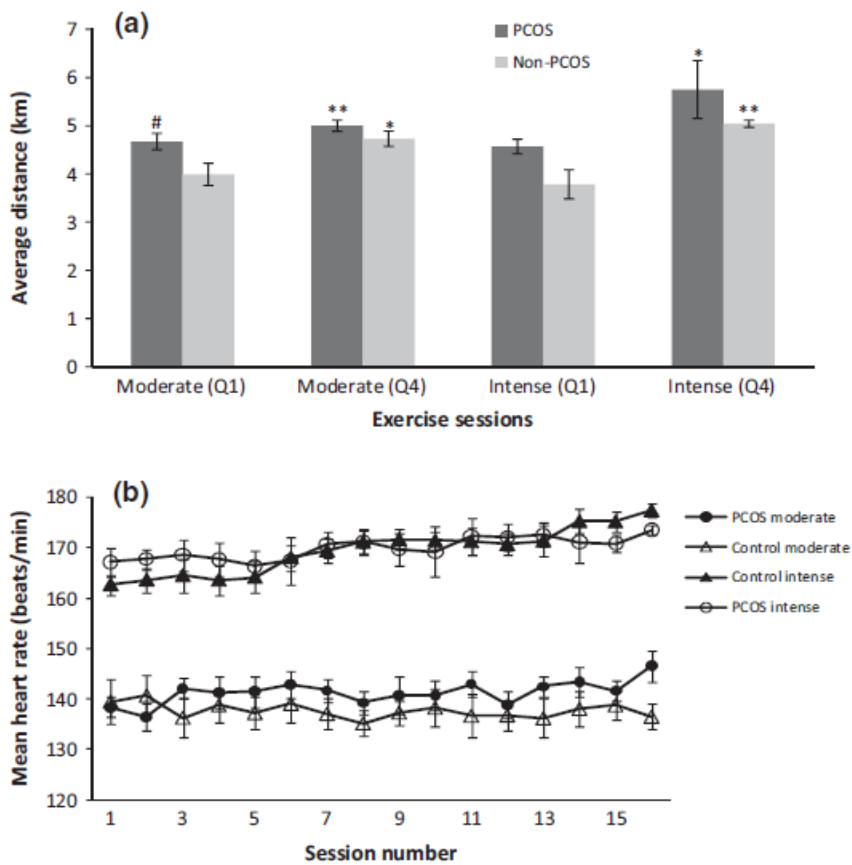 (a)
PCOS
Non-PCOS
Average distance (km)
7
6
5
4
3
2
1
0
#
**
*
*
**
Moderate (Q1) Moderate (Q4) Intense (Q1) Intense (Q4)
Exercise sessions
(b)
Mean heart rate (beats/min)
180
170
160
150
140
130
120
PCOS moderate
Control moderate
Control intense
PCOS intense
1 3 5 7 9 11 13 15
Session number